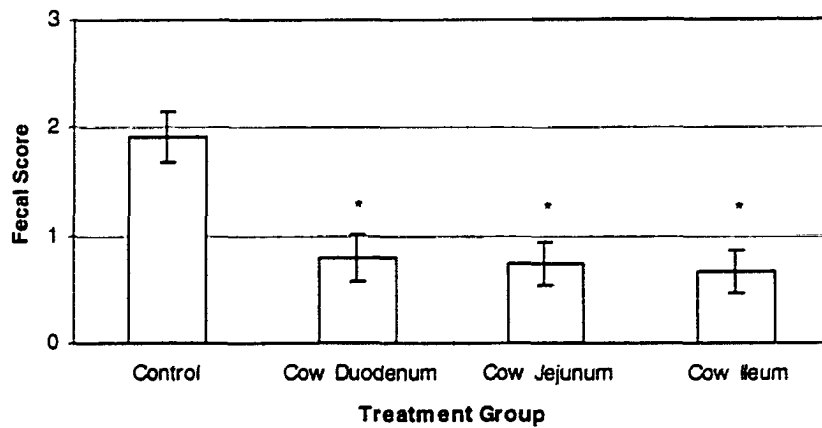 3
2
1
0
Fecal Score
* * *
Control Cow Duodenum Cow Jejunum Cow Ileum
Treatment Group